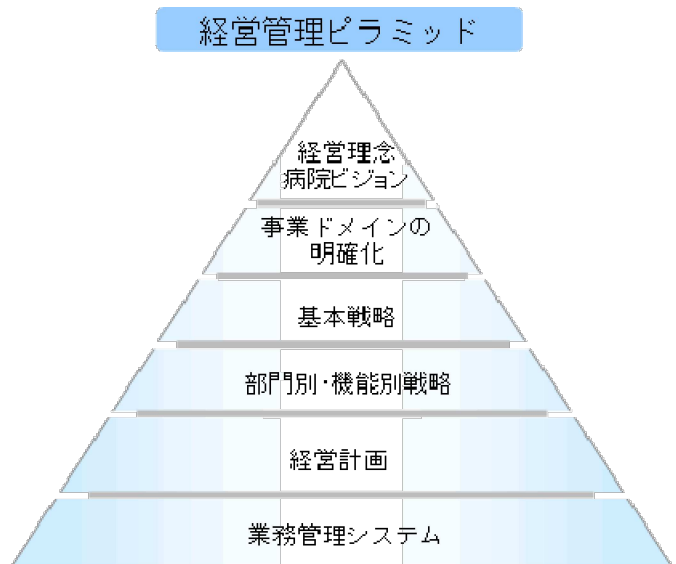 経営管理ピラミッド
経営理念
病院ビジョン
事業ドメインの
明確化
基本戦略
部門別・機能別戦略
経営計画
業務管理システム